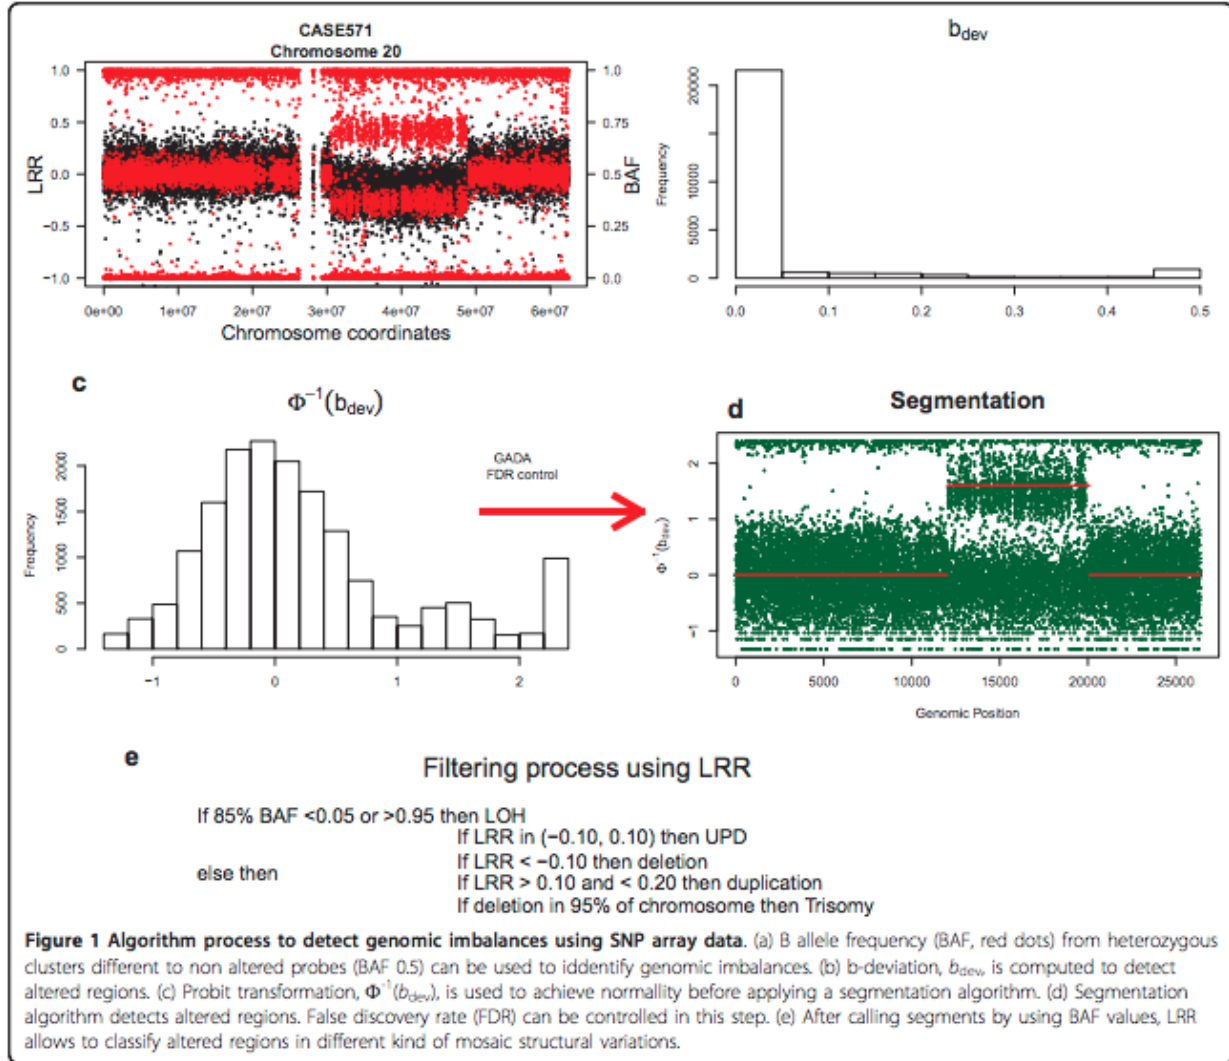 CASE571
Chromosome 20
LRR
1.0
0.5
0.0
−0.5
−1.0
BAF
1.0
0.75
0.5
0.25
0.0
0e+00 1e+07 2e+07 3e+07 4e+07 5e+07 6e+07
Chromosome coordinates
b_dev
Frequency
20000
10000
5000
0
0.0 0.1 0.2 0.3 0.4 0.5
c
Φ⁻¹(b_dev)
Frequency
2000
1500
1000
500
0
−1 0 1 2
GADA
FDR control
d
Segmentation
Φ⁻¹(b_dev)
2
1
0
−1
0 5000 10000 15000 20000 25000
Genomic Position
e
Filtering process using LRR
If 85% BAF <0.05 or >0.95 then LOH
If LRR in (−0.10, 0.10) then UPD
else then
If LRR < −0.10 then deletion
If LRR > 0.10 and < 0.20 then duplication
If deletion in 95% of chromosome then Trisomy
Figure 1 Algorithm process to detect genomic imbalances using SNP array data. (a) B allele frequency (BAF, red dots) from heterozygous
clusters different to non altered probes (BAF 0.5) can be used to iddentify genomic imbalances. (b) b-deviation, b_dev, is computed to detect
altered regions. (c) Probit transformation, Φ⁻¹(b_dev), is used to achieve normallity before applying a segmentation algorithm. (d) Segmentation
algorithm detects altered regions. False discovery rate (FDR) can be controlled in this step. (e) After calling segments by using BAF values, LRR
allows to classify altered regions in different kind of mosaic structural variations.